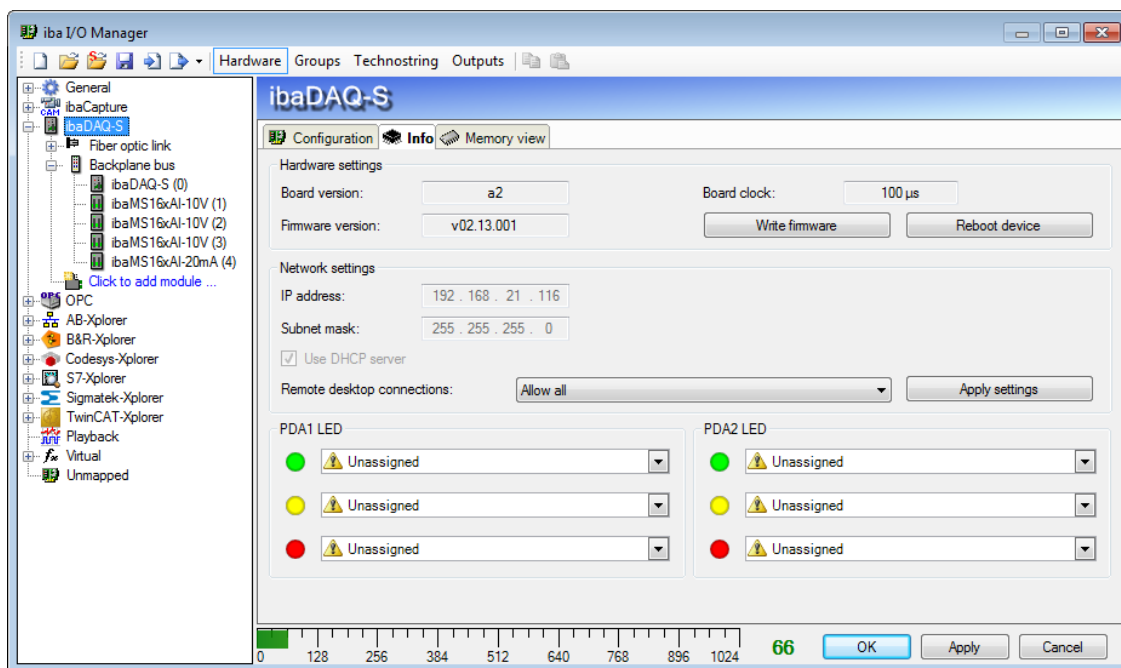 iba I/O Manager
Hardware Groups Technostring Outputs
General
ibaCapture
CAM
ibaDAQ-S
Fiber optic link
Backplane bus
ibaDAQ-S (0)
ibaMS16xAI-10V (1)
ibaMS16xAI-10V (2)
ibaMS16xAI-10V (3)
ibaMS16xAI-20mA (4)
Click to add module ...
OPC
OPC
AB-Xplorer
B&R-Xplorer
Codesys-Xplorer
S7-Xplorer
Sigmatek-Xplorer
TwinCAT-Xplorer
Playback
fx Virtual
Unmapped
ibaDAQ-S
Configuration Info Memory view
Hardware settings
Board version: a2 Board clock: 100 µs
Firmware version: v02.13.001 Write firmware Reboot device
Network settings
IP address: 192 . 168 . 21 . 116
Subnet mask: 255 . 255 . 255 . 0
Use DHCP server
Remote desktop connections: Allow all Apply settings
PDA1 LED PDA2 LED
Unassigned Unassigned
Unassigned Unassigned
Unassigned Unassigned
0 128 256 384 512 640 768 896 1024 66 OK Apply Cancel